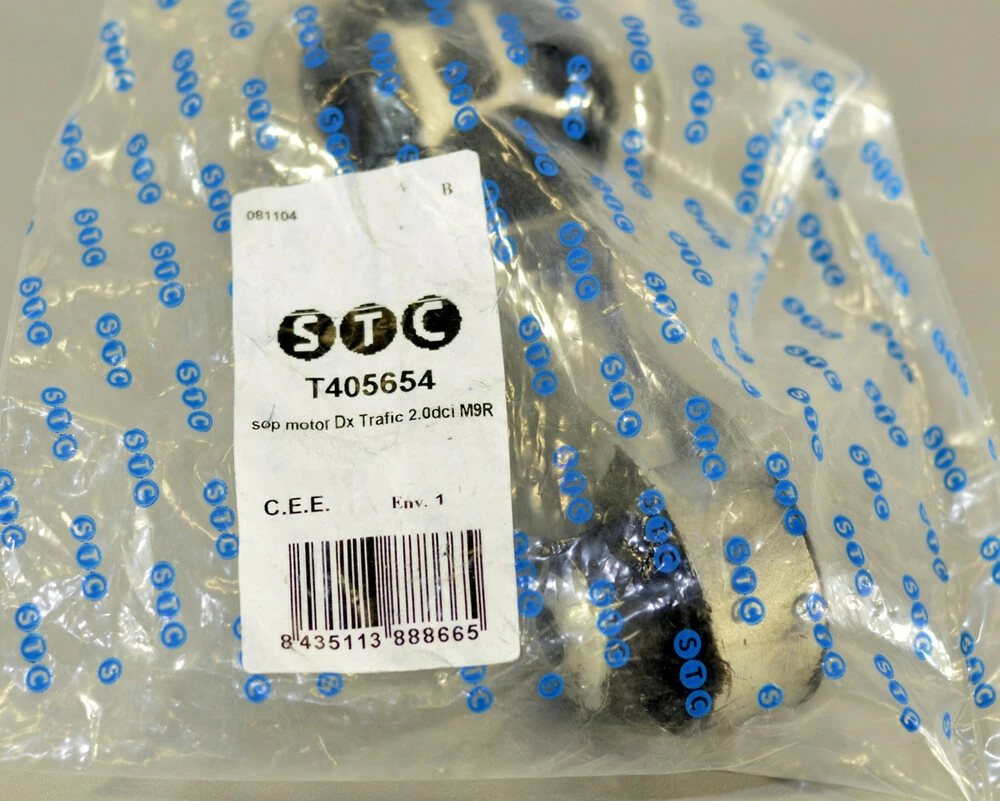 B
081104
STC
T405654
sop motor Dx Trafic 2.0dci M9R
C.E.E. Env. 1
8 435113 888665